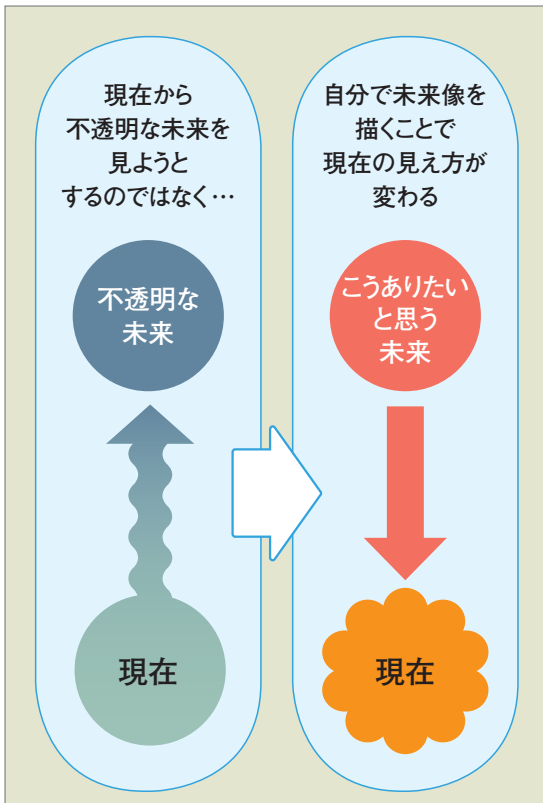 現在から
不透明な未来を
見ようと
するのではなく…
不透明な
未来
現在
自分で未来像を
描くことで
現在の見え方が
変わる
こうありたい
と思う
未来
現在